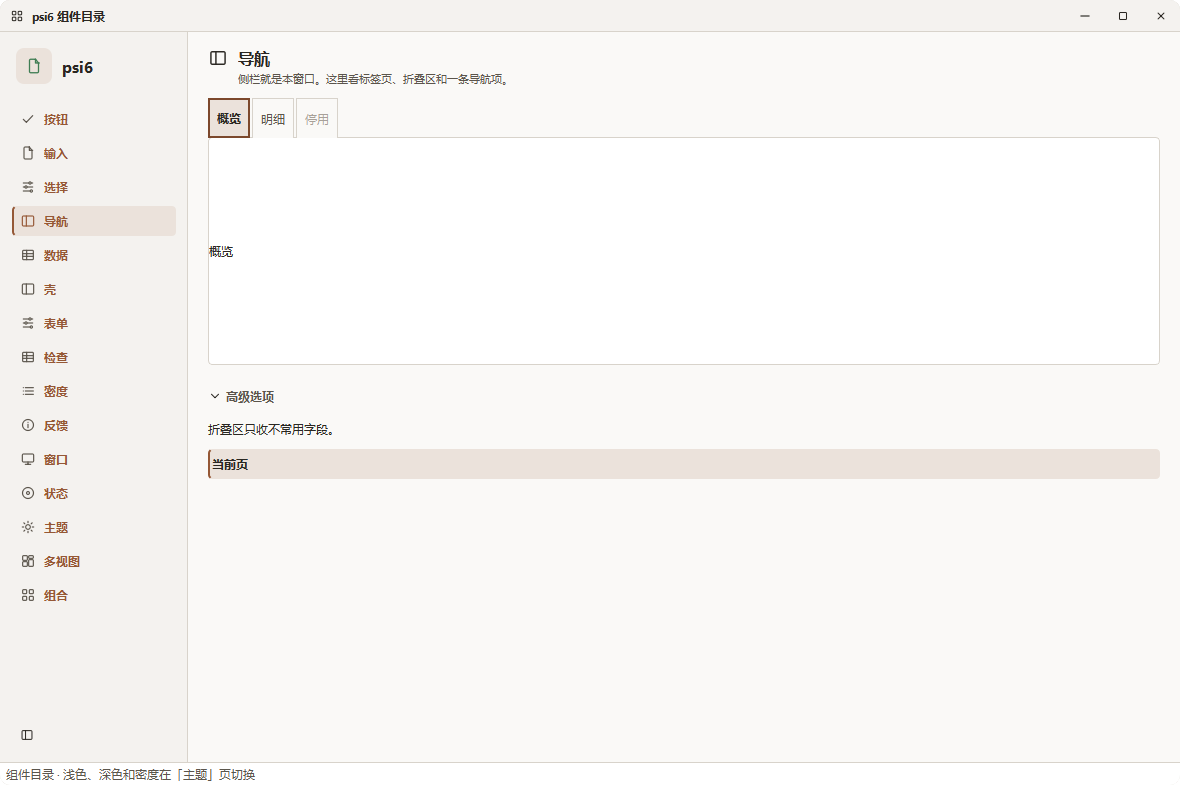 psi6 组件目录
psi6
按钮
输入
选择
导航
数据
壳
表单
检查
密度
反馈
窗口
状态
主题
多视图
组合
导航
侧栏就是本窗口。这里看标签页、折叠区和一条导航项。
概览 明细 停用
概览
高级选项
折叠区只收不常用字段。
当前页
组件目录 · 浅色、深色和密度在「主题」页切换